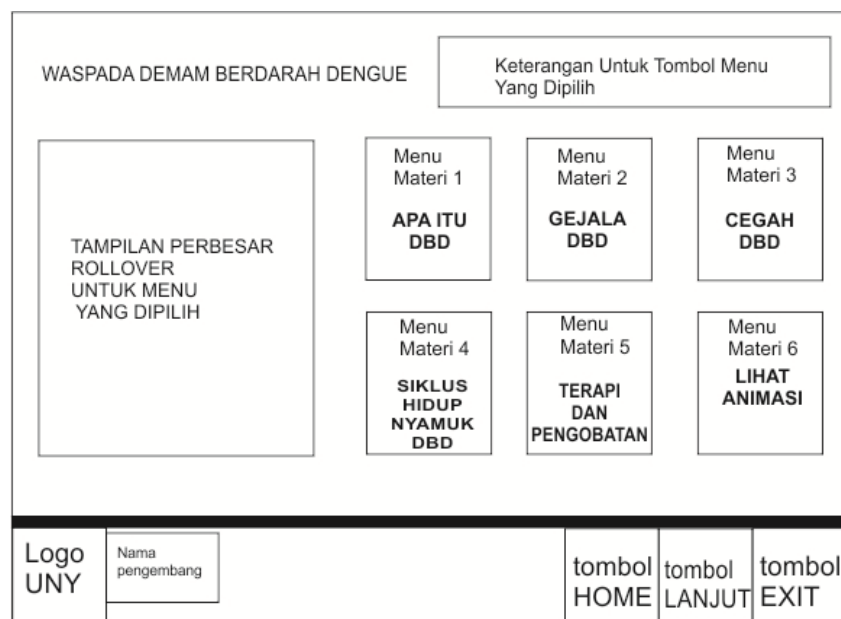 WASPADA DEMAM BERDARAH DENGUE
Keterangan Untuk Tombol Menu
Yang Dipilih
TAMPILAN PERBESAR
ROLLOVER
UNTUK MENU
YANG DIPILIH
Menu
Materi 1
APA ITU
DBD
Menu
Materi 2
GEJALA
DBD
Menu
Materi 3
CEGAH
DBD
Menu
Materi 4
SIKLUS
HIDUP
NYAMUK
DBD
Menu
Materi 5
TERAPI
DAN
PENGOBATAN
Menu
Materi 6
LIHAT
ANIMASI
Logo
UNY
Nama
pengembang
tombol
HOME
tombol
LANJUT
tombol
EXIT